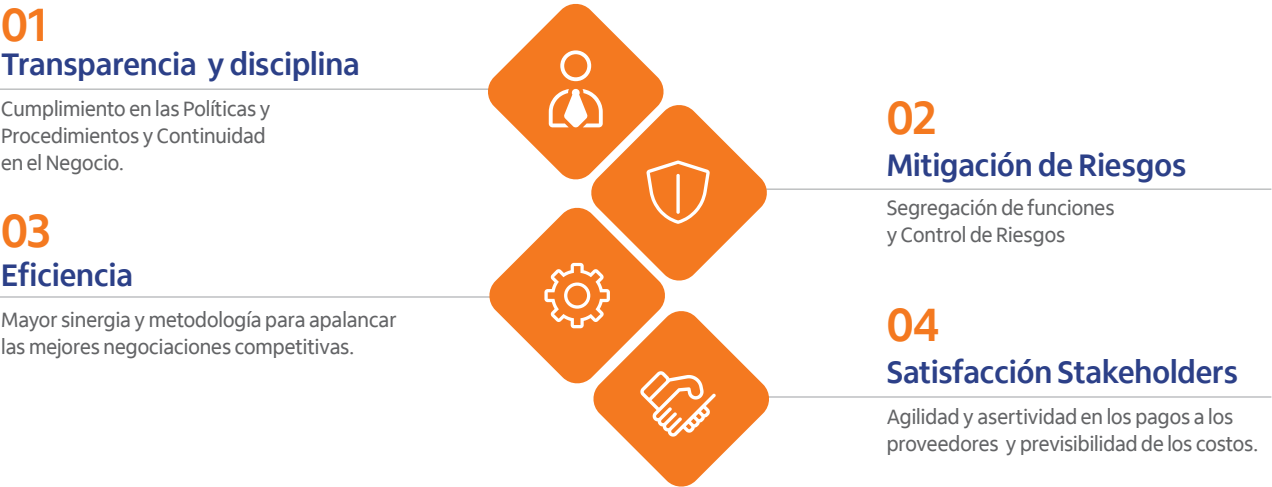 01
Transparencia y disciplina
Cumplimiento en las Políticas y
Procedimientos y Continuidad
en el Negocio.
02
Mitigación de Riesgos
Segregación de funciones
y Control de Riesgos
03
Eficiencia
Mayor sinergia y metodología para apalancar
las mejores negociaciones competitivas.
04
Satisfacción Stakeholders
Agilidad y asertividad en los pagos a los
proveedores y previsibilidad de los costos.